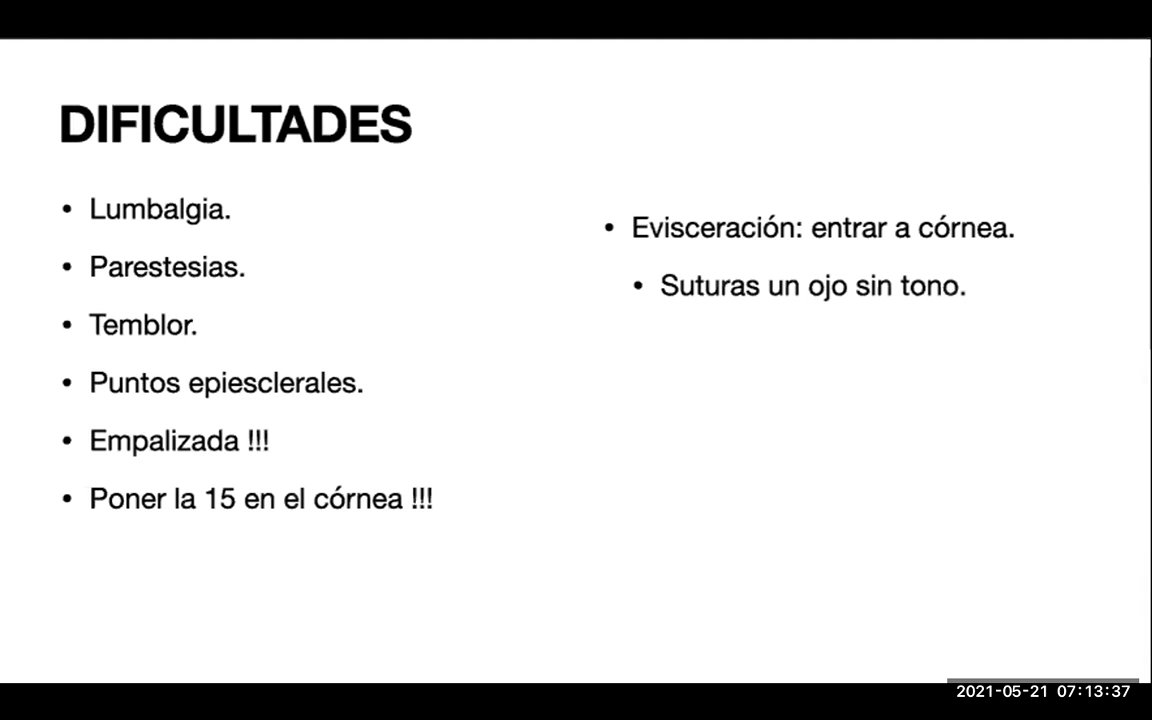 DIFICULTADES
• Lumbalgia.
• Parestesias.
• Temblor.
• Puntos epiesclerales.
• Empalizada !!!
• Poner la 15 en el córnea !!!
• Evisceración: entrar a córnea.
• Suturas un ojo sin tono.
2021-05-21 07:13:37